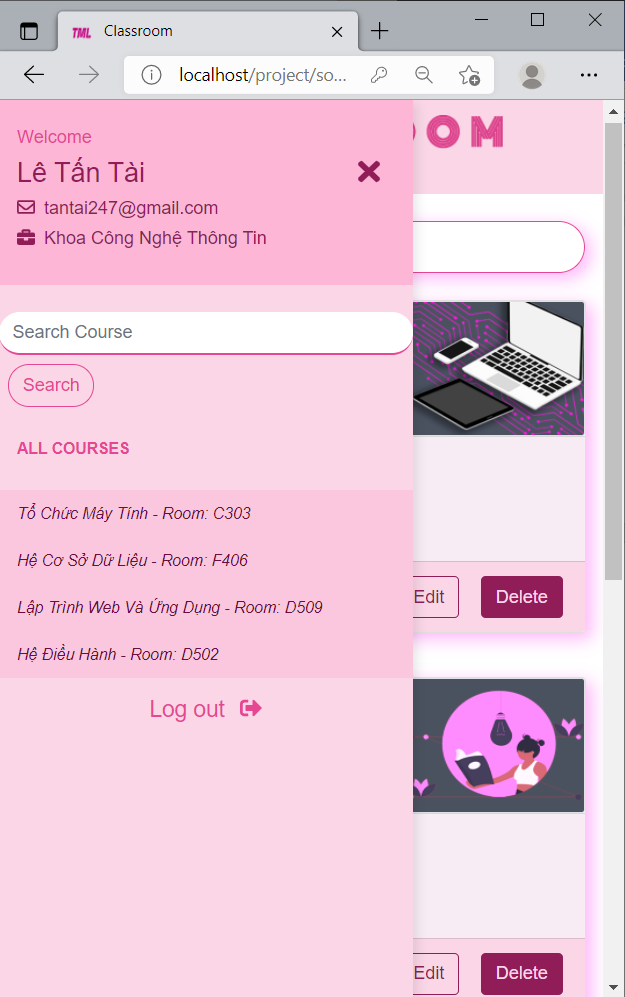 TML Classroom
localhost/project/so...
Welcome
OOM
Lê Tấn Tài
tantai247@gmail.com
Khoa Công Nghệ Thông Tin
Search Course
Search
ALL COURSES
Tổ Chức Máy Tính - Room: C303
Hệ Cơ Sở Dữ Liệu - Room: F406
Lập Trình Web Và Ứng Dụng - Room: D509
Hệ Điều Hành - Room: D502
Edit Delete
Log out
Edit Delete